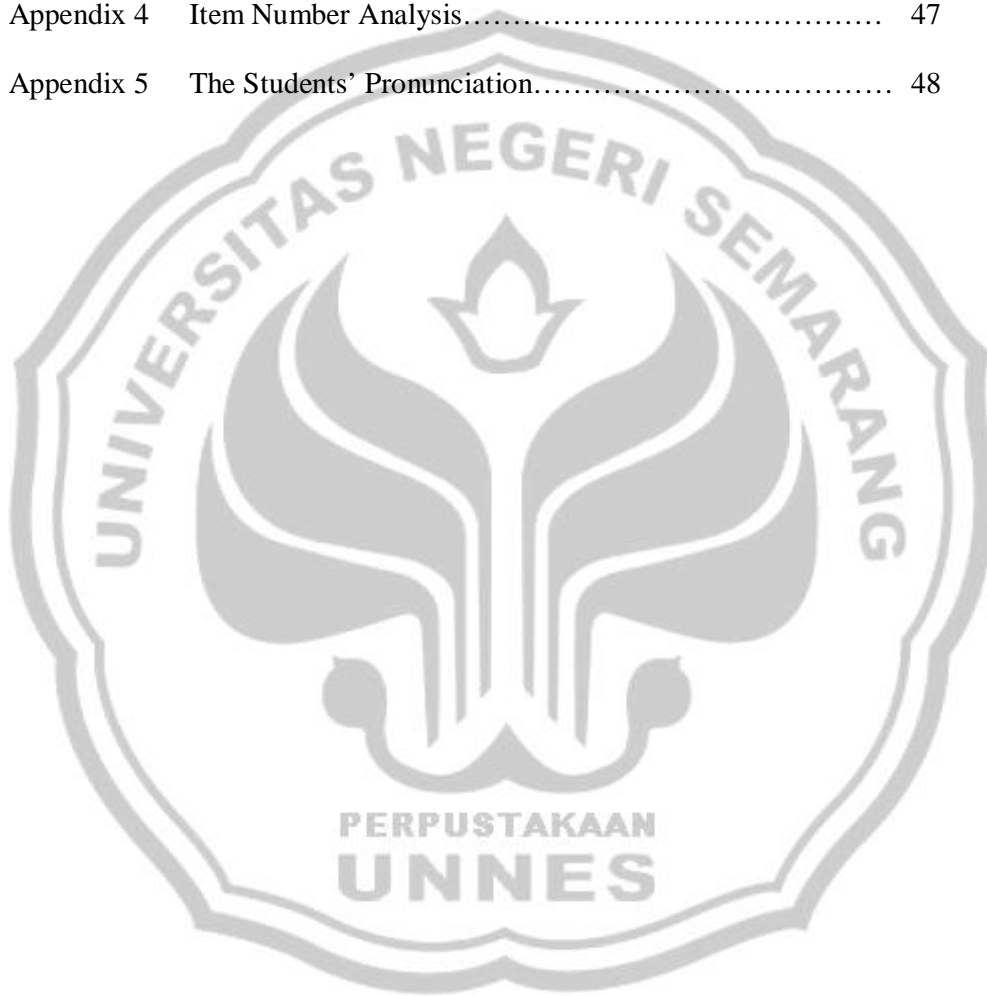 Appendix 4 Item Number Analysis…………………………………… 47
Appendix 5 The Students’ Pronunciation……………………………… 48
UNIVERSITAS NEGERI SEMARANG
PERPUSTAKAAN
UNNES